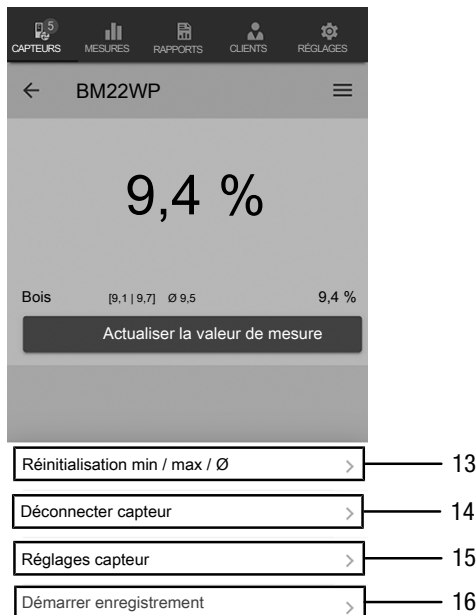 5
CAPTEURS MESURES RAPPORTS CLIENTS RÉGLAGES
BM22WP
9,4 %
Bois [9,1 | 9,7] Ø 9,5 9,4 %
Actualiser la valeur de mesure
Réinitialisation min / max / Ø 13
Déconnecter capteur 14
Réglages capteur 15
Démarrer enregistrement 16